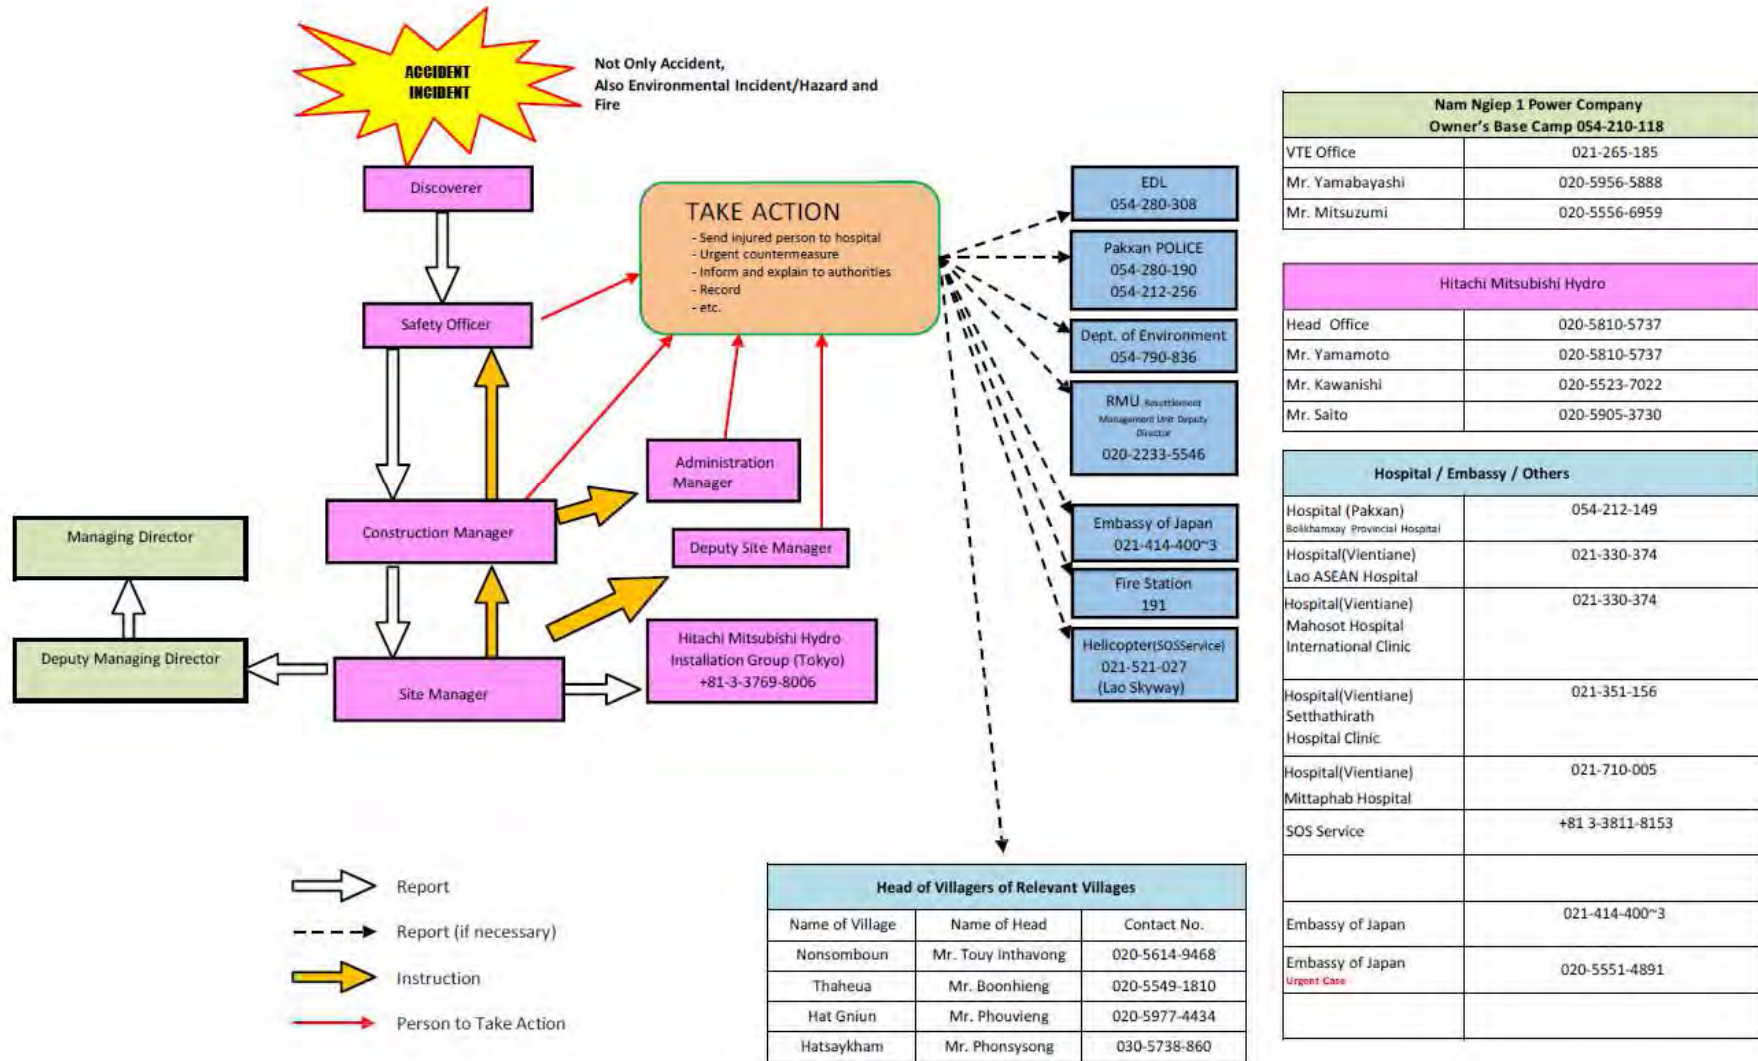 ACCIDENT
INCIDENT
Not Only Accident,
Also Environmental Incident/Hazard and
Fire
Discoverer
Safety Officer
Construction Manager
Site Manager
Managing Director
Deputy Managing Director
TAKE ACTION
- Send injured person to hospital
- Urgent countermeasure
- Inform and explain to authorities
- Record
- etc.
Administration
Manager
Deputy Site Manager
Hitachi Mitsubishi Hydro
Installation Group (Tokyo)
+81-3-3769-8006
EDL
054-280-308
Pakxan POLICE
054-280-190
054-212-256
Dept. of Environment
054-790-836
RMU Resettlement
Management Unit Deputy
Director
020-2233-5546
Embassy of Japan
021-414-400~3
Fire Station
191
Helicopter(SOSService)
021-521-027
(Lao Skyway)
Nam Ngiep 1 Power Company
Owner's Base Camp 054-210-118
VTE Office 021-265-185
Mr. Yamabayashi 020-5956-5888
Mr. Mitsuzumi 020-5556-6959
Hitachi Mitsubishi Hydro
Head Office 020-5810-5737
Mr. Yamamoto 020-5810-5737
Mr. Kawanishi 020-5523-7022
Mr. Saito 020-5905-3730
Hospital / Embassy / Others
Hospital (Pakxan) 054-212-149
Bolikhamxay Provincial Hospital
Hospital(Vientiane) 021-330-374
Lao ASEAN Hospital
Hospital(Vientiane) 021-330-374
Mahosot Hospital
International Clinic
Hospital(Vientiane) 021-351-156
Setthathirath
Hospital Clinic
Hospital(Vientiane) 021-710-005
Mittaphab Hospital
SOS Service +81 3-3811-8153
Embassy of Japan 021-414-400~3
Embassy of Japan 020-5551-4891
Urgent Case
Report
Report (if necessary)
Instruction
Person to Take Action
Head of Villagers of Relevant Villages
Name of Village Name of Head Contact No.
Nonsomboun Mr. Touy Inthavong 020-5614-9468
Thaheua Mr. Boonhieng 020-5549-1810
Hat Gniun Mr. Phouvieng 020-5977-4434
Hatsaykham Mr. Phonsysong 030-5738-860